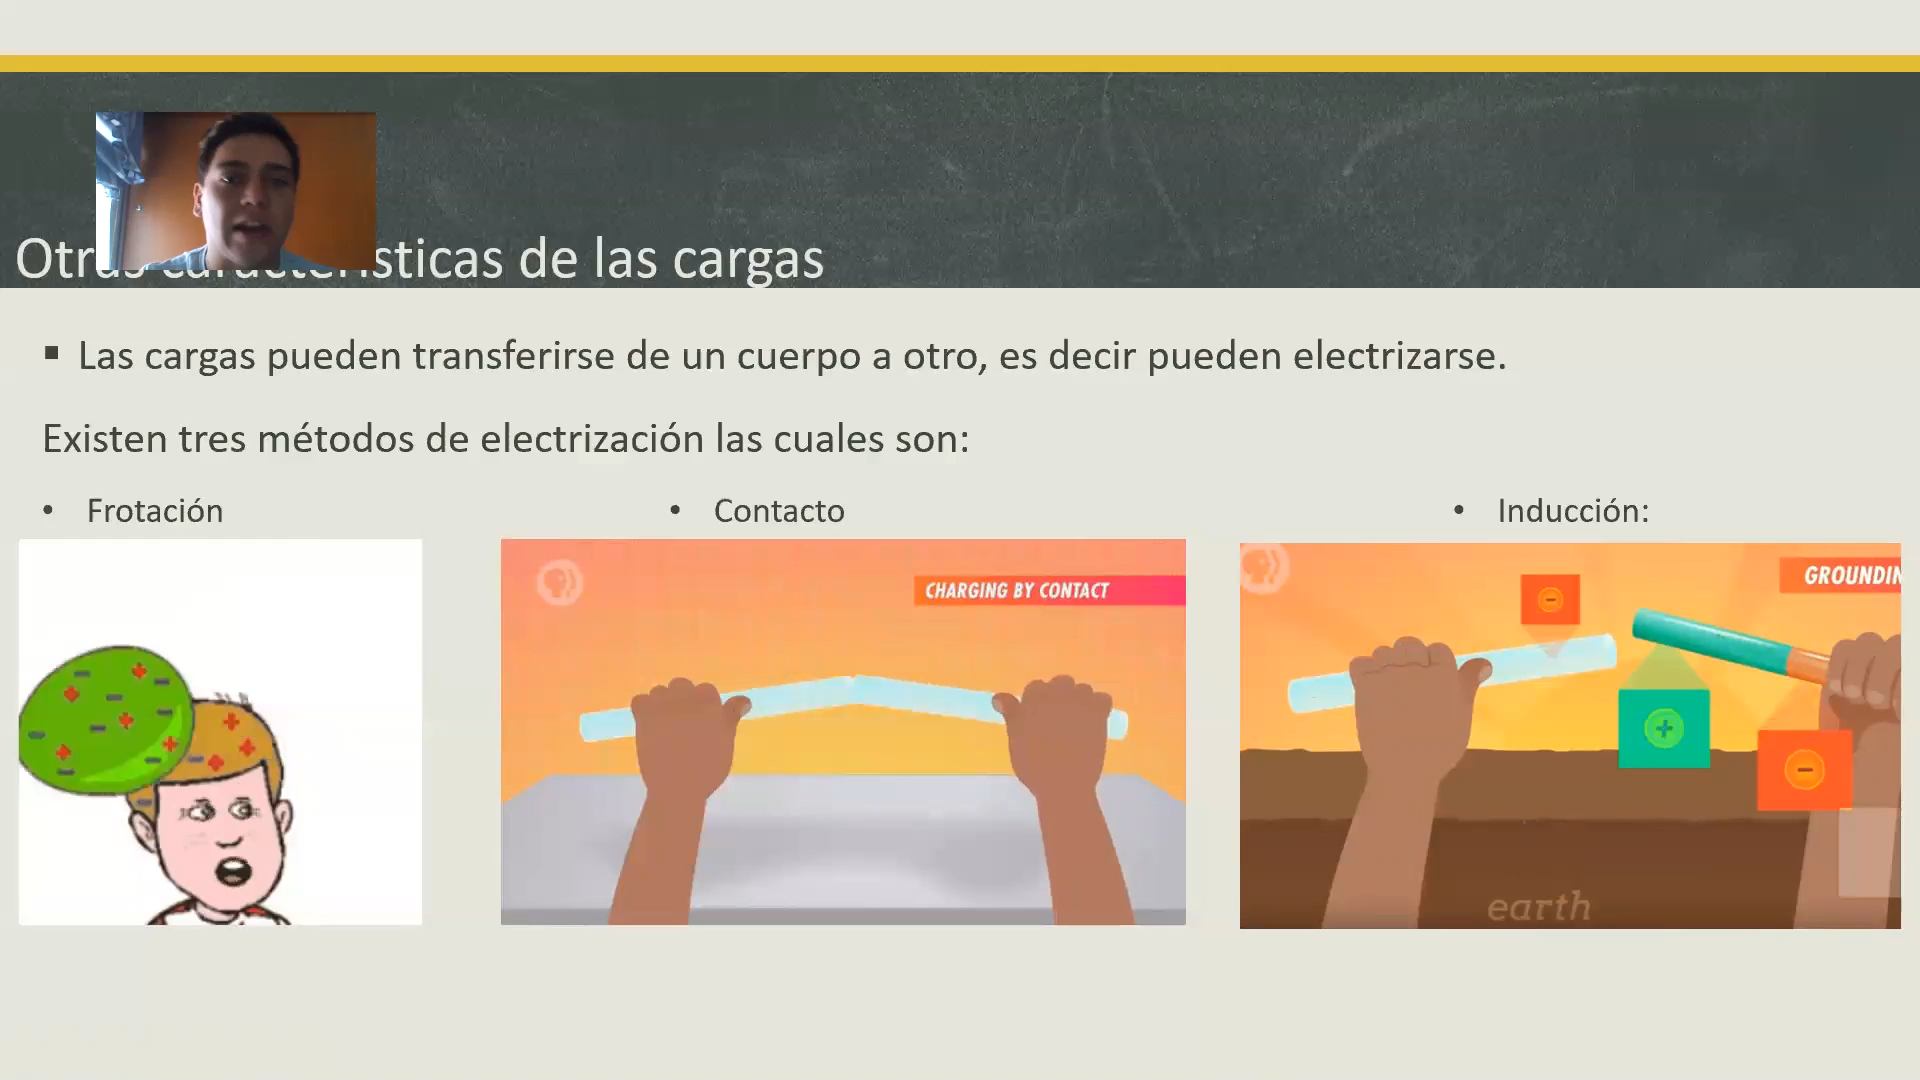 sticas de las cargas
▪ Las cargas pueden transferirse de un cuerpo a otro, es decir pueden electrizarse.
Existen tres métodos de electrización las cuales son:
• Frotación
• Contacto
• Inducción:
CHARGING BY CONTACT
GROUNDIN
earth